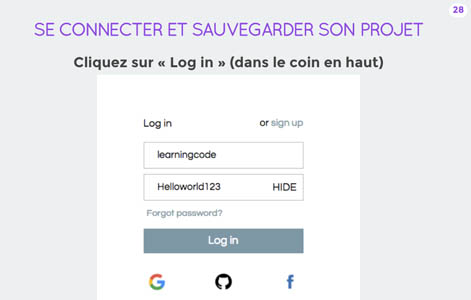 28
SE CONNECTER ET SAUVEGARDER SON PROJET
Cliquez sur « Log in » (dans le coin en haut)
Log in or sign up
learningcode
Helloworld123 HIDE
Forgot password?
Log in